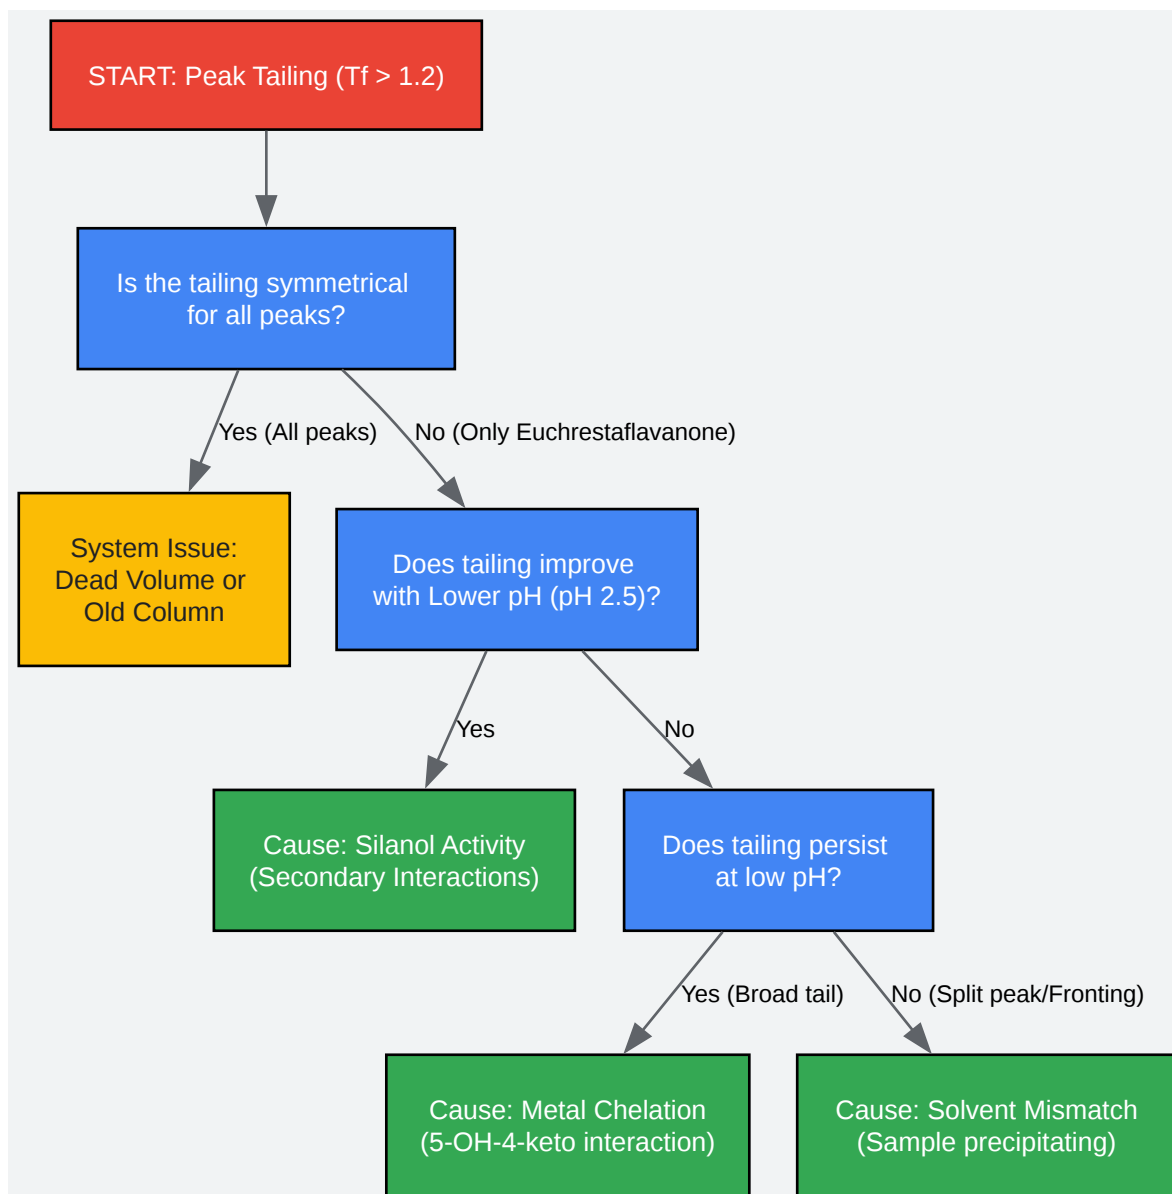 START: Peak Tailing (Tf > 1.2)
Is the tailing symmetrical
for all peaks?
Yes (All peaks)
No (Only Euchrestaflavanone)
System Issue:
Dead Volume or
Old Column
Does tailing improve
with Lower pH (pH 2.5)?
Yes
No
Cause: Silanol Activity
(Secondary Interactions)
Does tailing persist
at low pH?
Yes (Broad tail)
No (Split peak/Fronting)
Cause: Metal Chelation
(5-OH-4-keto interaction)
Cause: Solvent Mismatch
(Sample precipitating)